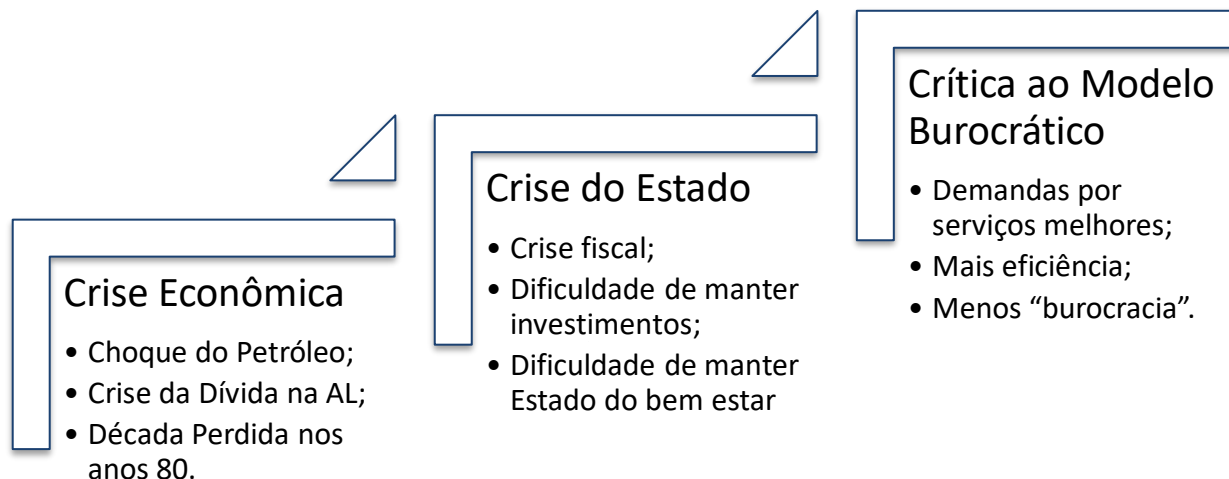 Crise Econômica
• Choque do Petróleo;
• Crise da Dívida na AL;
• Década Perdida nos
anos 80.
Crise do Estado
• Crise fiscal;
• Dificuldade de manter
investimentos;
• Dificuldade de manter
Estado do bem estar
Crítica ao Modelo
Burocrático
• Demandas por
serviços melhores;
• Mais eficiência;
• Menos “burocracia”.